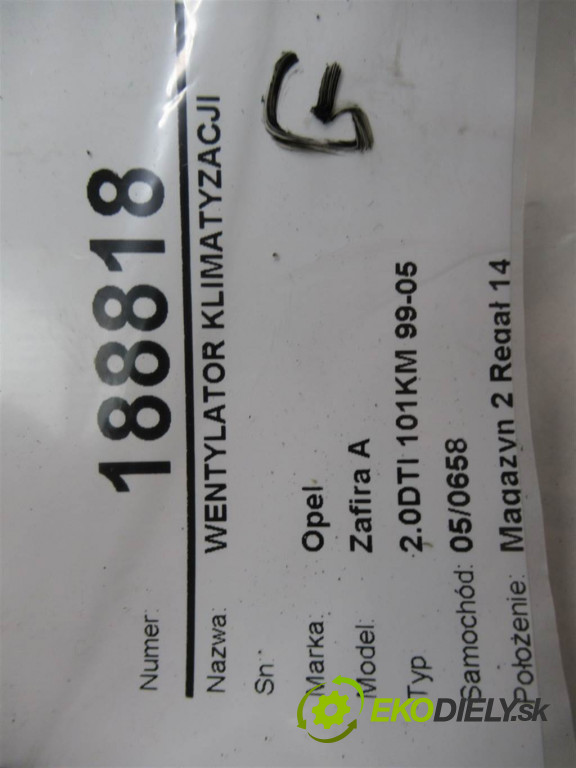 Numer: 188818
Nazwa: WENTYLATOR KLIMATYZACJI
Sn:
Marka: Opel
Model: Zafira A
Typ 2.0DTI 101KM 99-05
Samochód: 05/0658
Położenie: Magazyn 2 Regał 14
G
EKODIELY.sk